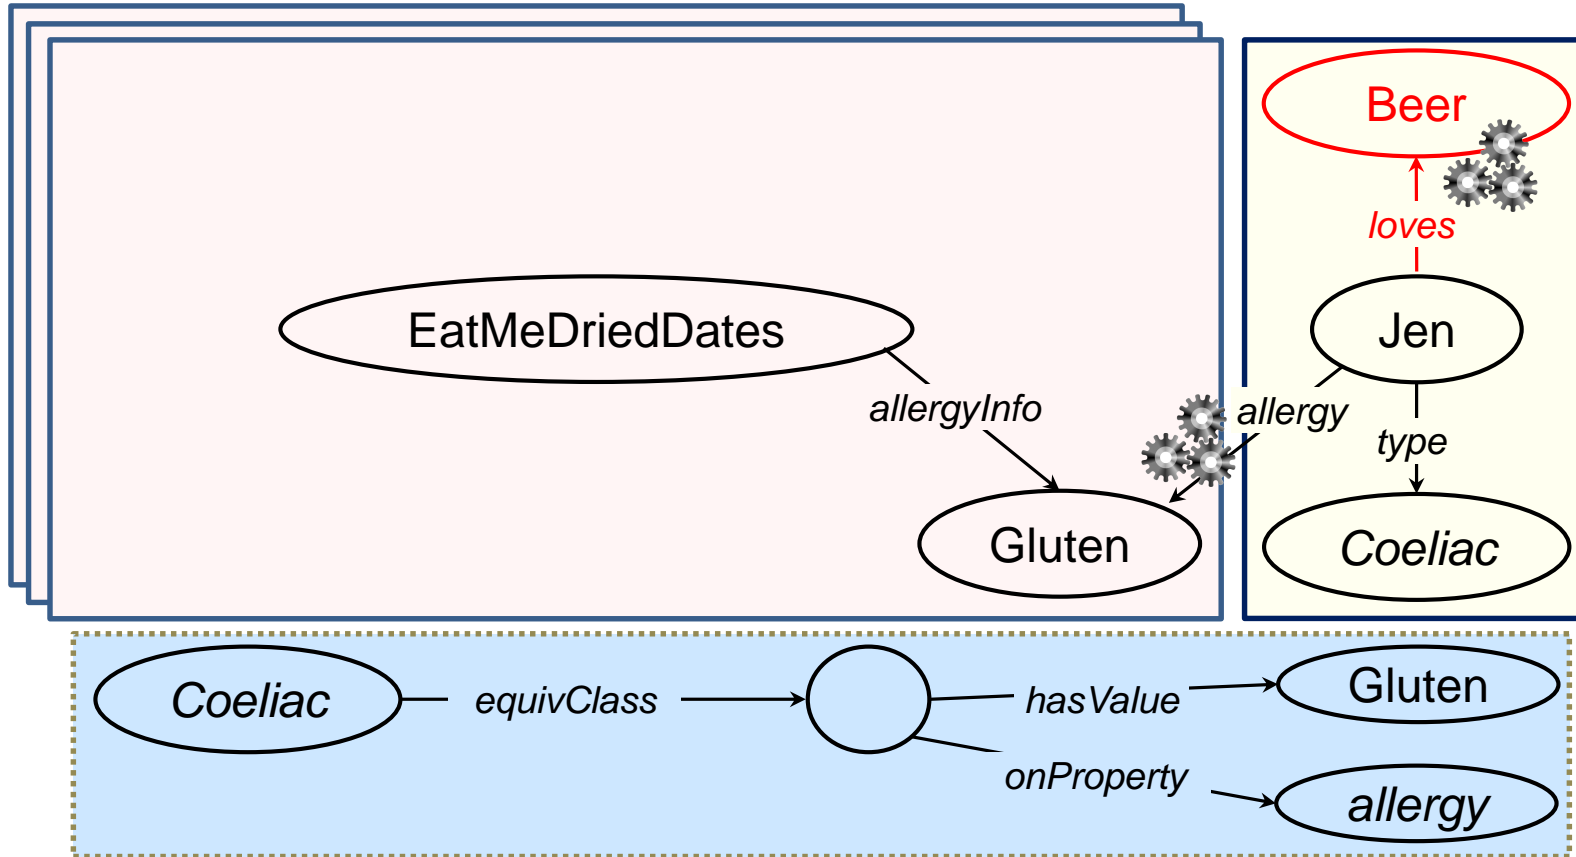 Beer
loves
EatMeDriedDates
Jen
allergyInfo
allergy
type
Gluten
Coeliac
Coeliac
equivClass
hasValue
Gluten
onProperty
allergy